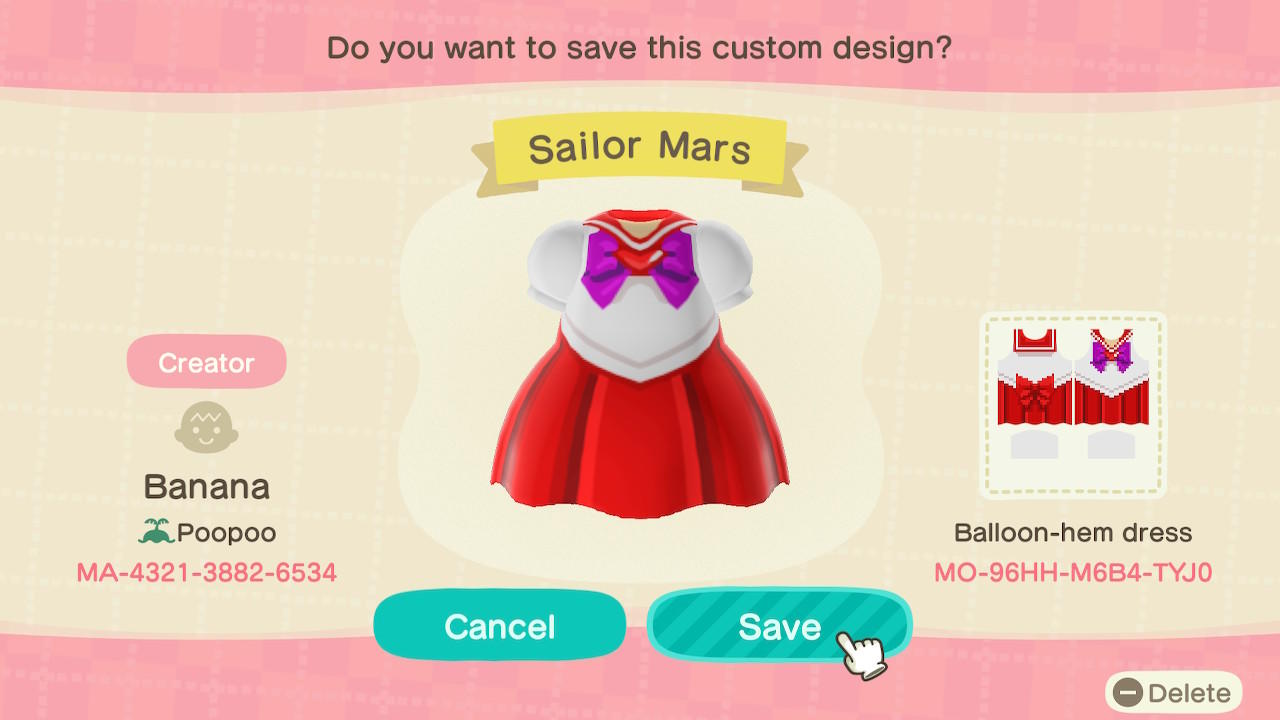 Do you want to save this custom design?
Sailor Mars
Creator
Banana
Poopoo
MA-4321-3882-6534
Balloon-hem dress
MO-96HH-M6B4-TYJ0
Cancel
Save
Delete